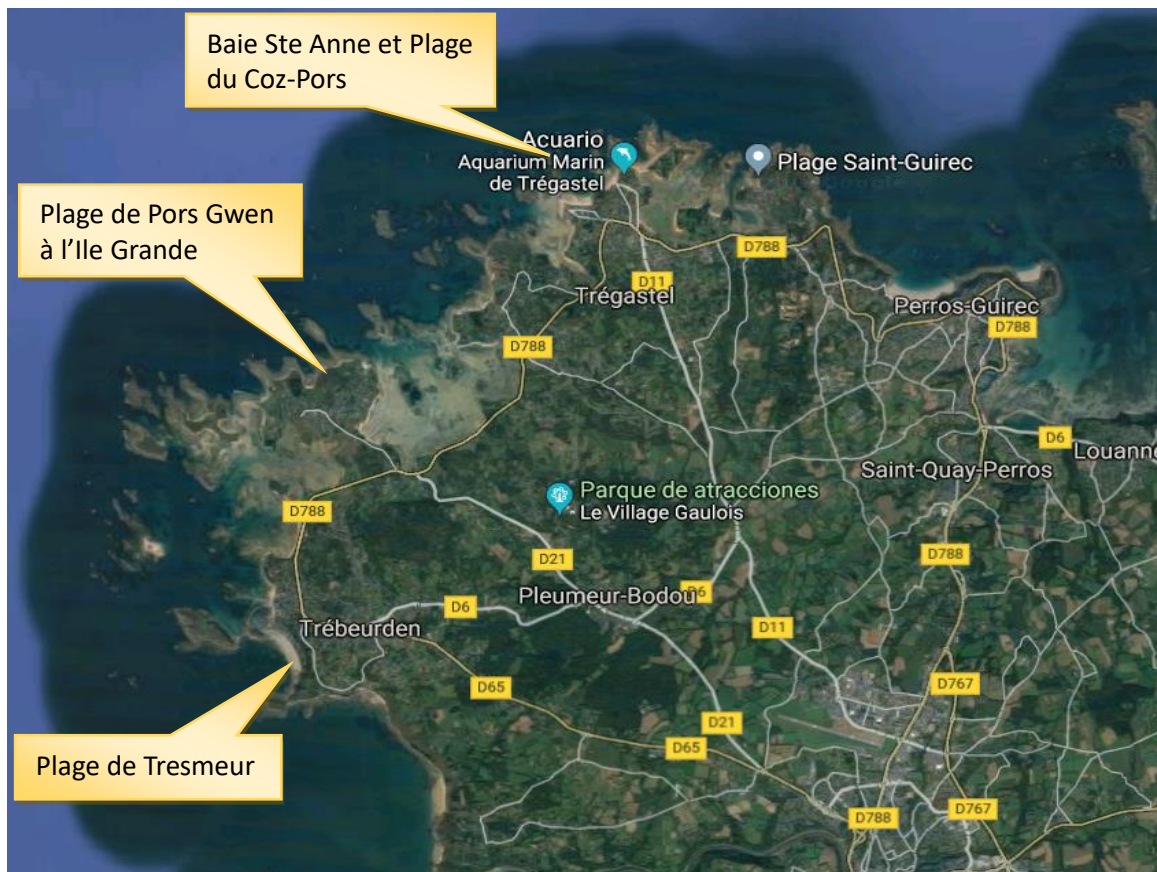 Baie Ste Anne et Plage
du Coz-Pors
Acuario
Aquarium Marin
de Trégastel
Plage Saint-Guirec
Plage de Pors Gwen
à l’Ile Grande
D788
D11
Trégastel
Perros-Guirec
D788
D788
D6
Louanne
Saint-Quay-Perros
Parque de atracciones
Le Village Gaulois
D788
D788
D21
Pleumeur-Bodou
D6
D6
Trébeurden
D11
D65
D767
D21
D65
Plage de Tresmeur
D767
D788